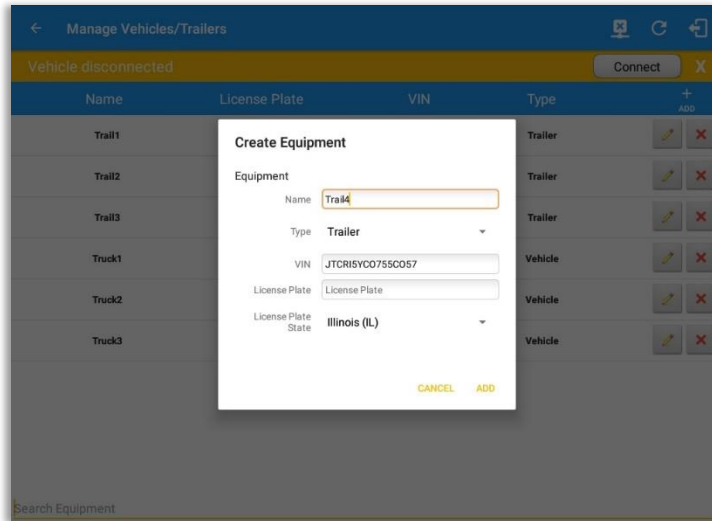 Manage Vehicles/Trailers
Vehicle disconnected Connect X
Name License Plate VIN Type + ADD
Trail1 Trailer
Trail2 Trailer
Trail3 Trailer
Truck1 Vehicle
Truck2 Vehicle
Truck3 Vehicle
Create Equipment
Equipment
Name Trail4
Type Trailer
VIN JTCRI5YCO755CO57
License Plate License Plate
License Plate State Illinois (IL)
CANCEL ADD
Search Equipment